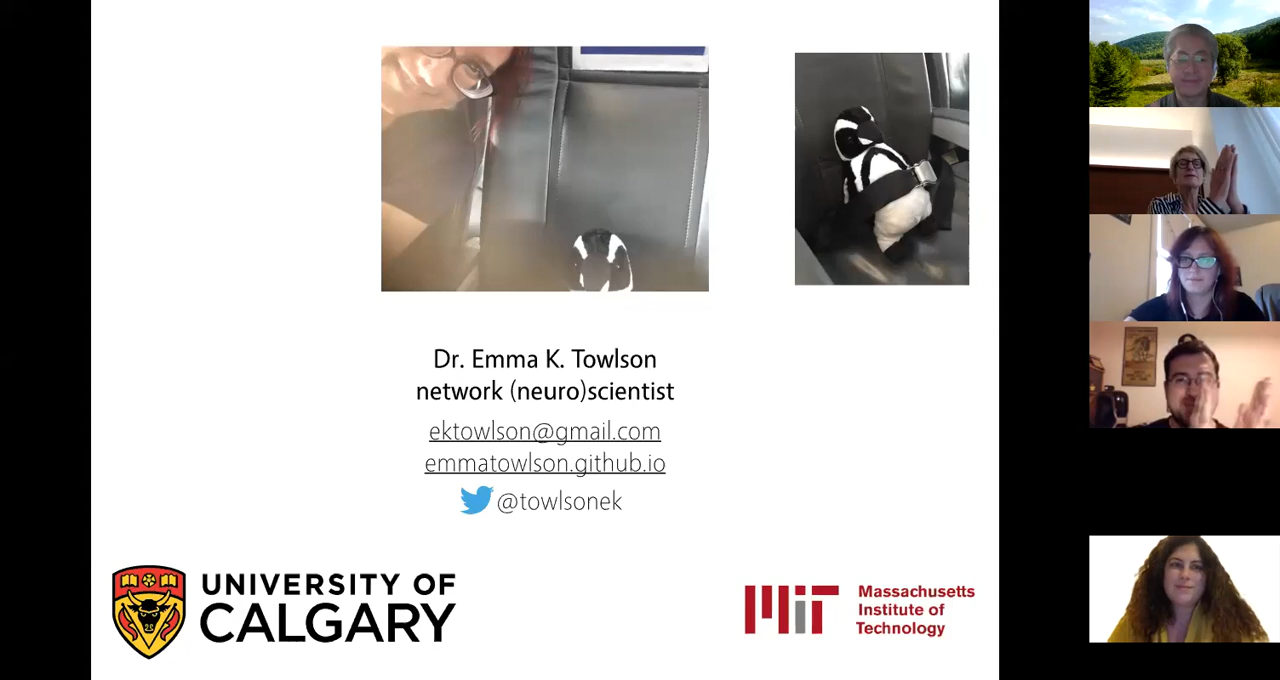 Dr. Emma K. Towlson
network (neuro)scientist
ektowlson@gmail.com
emmatowlson.github.io
@towlsonek
UNIVERSITY OF
CALGARY
MIT
Massachusetts
Institute of
Technology